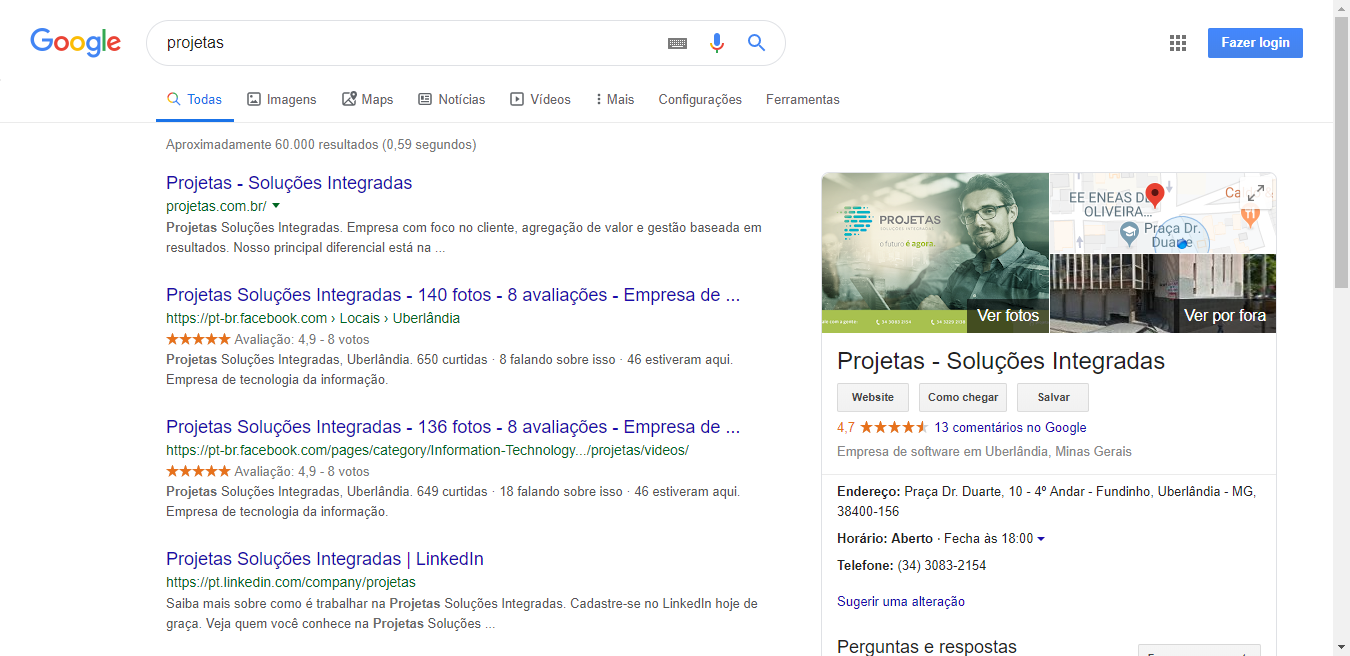 Google
projetas
Fazer login
Todas
Imagens
Maps
Notícias
Vídeos
Mais
Configurações
Ferramentas
Aproximadamente 60.000 resultados (0,59 segundos)
Projetas - Soluções Integradas
projetas.com.br/
Projetas Soluções Integradas. Empresa com foco no cliente, agregação de valor e gestão baseada em
resultados. Nosso principal diferencial está na ...
Projetas Soluções Integradas - 140 fotos - 8 avaliações - Empresa de ...
https://pt-br.facebook.com › Locais › Uberlândia
Avaliação: 4,9 - 8 votos
Projetas Soluções Integradas, Uberlândia. 650 curtidas · 8 falando sobre isso · 46 estiveram aqui.
Empresa de tecnologia da informação.
Projetas Soluções Integradas - 136 fotos - 8 avaliações - Empresa de ...
https://pt-br.facebook.com/pages/category/Information-Technology.../projetas/videos/
Avaliação: 4,9 - 8 votos
Projetas Soluções Integradas, Uberlândia. 649 curtidas · 18 falando sobre isso · 46 estiveram aqui.
Empresa de tecnologia da informação.
Projetas Soluções Integradas | LinkedIn
https://pt.linkedin.com/company/projetas
Saiba mais sobre como é trabalhar na Projetas Soluções Integradas. Cadastre-se no LinkedIn hoje de
graça. Veja quem você conhece na Projetas Soluções ...
PROJETAS
SOLUÇÕES INTEGRADAS
o futuro é agora.
Ver fotos
EE ENEAS DE
OLIVEIRA...
Praça Dr.
Duarte
Ver por fora
Projetas - Soluções Integradas
Website
Como chegar
Salvar
4,7
13 comentários no Google
Empresa de software em Uberlândia, Minas Gerais
Endereço: Praça Dr. Duarte, 10 - 4º Andar - Fundinho, Uberlândia - MG,
38400-156
Horário: Aberto · Fecha às 18:00
Telefone: (34) 3083-2154
Sugerir uma alteração
Perguntas e respostas